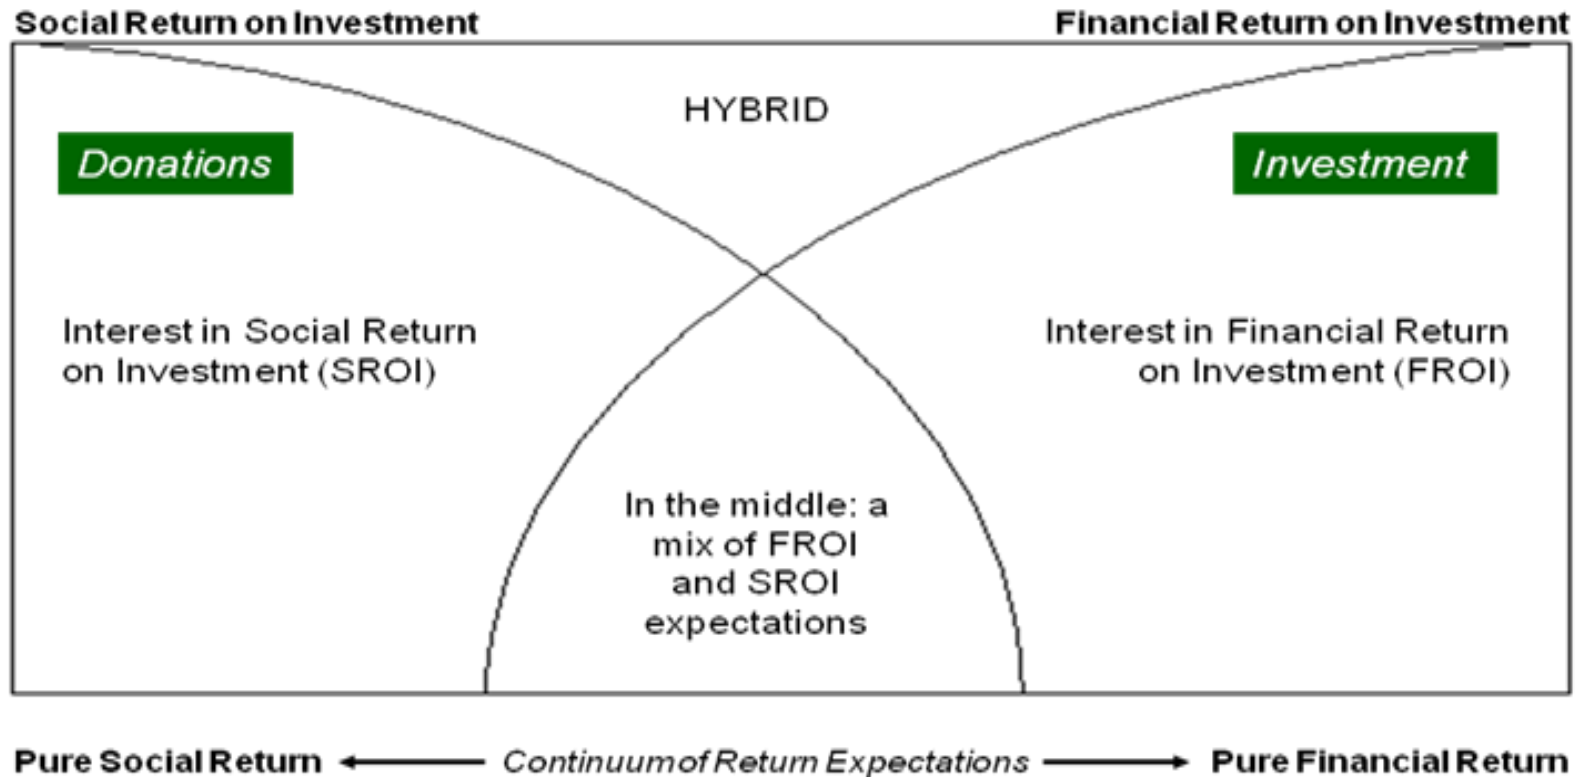 Social Return on Investment
Financial Return on Investment
HYBRID
Donations
Investment
Interest in Social Return
on Investment (SROI)
Interest in Financial Return
on Investment (FROI)
In the middle: a
mix of FROI
and SROI
expectations
Pure Social Return
Continuum of Return Expectations
Pure Financial Return